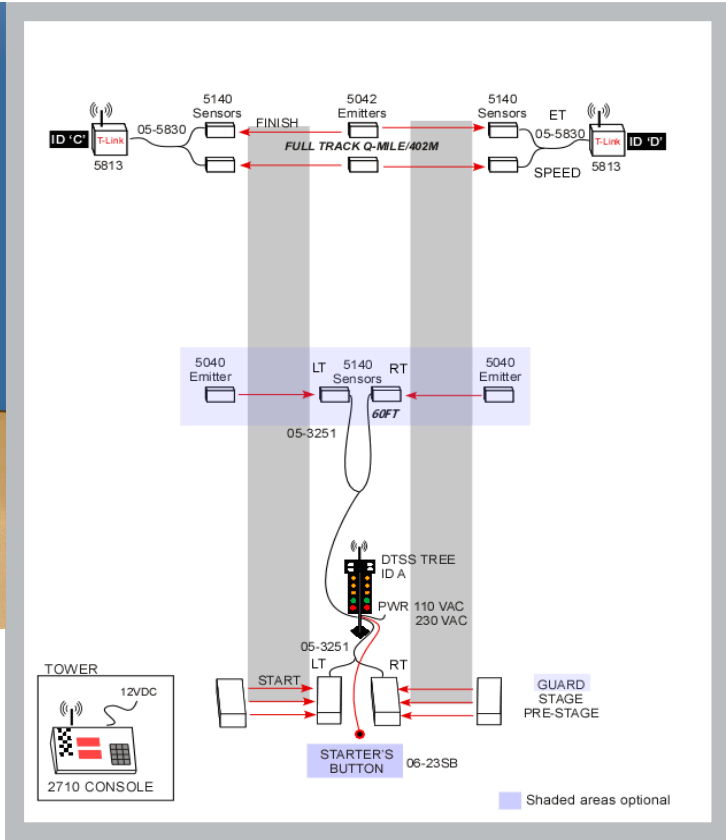 5140
Sensors
5042
Emitters
5140
Sensors
05-5830
FINISH
ET
05-5830
ID 'C'
T-Link
T-Link
ID 'D'
FULL TRACK Q-MILE/402M
5813
5813
SPEED
5040
Emitter
LT
5140
Sensors
RT
5040
Emitter
60FT
05-3251
DTSS TREE
ID A
PWR 110 VAC
230 VAC
05-3251
LT
RT
START
GUARD
STAGE
PRE-STAGE
TOWER
12VDC
2710 CONSOLE
STARTER'S
BUTTON
06-23SB
Shaded areas optional